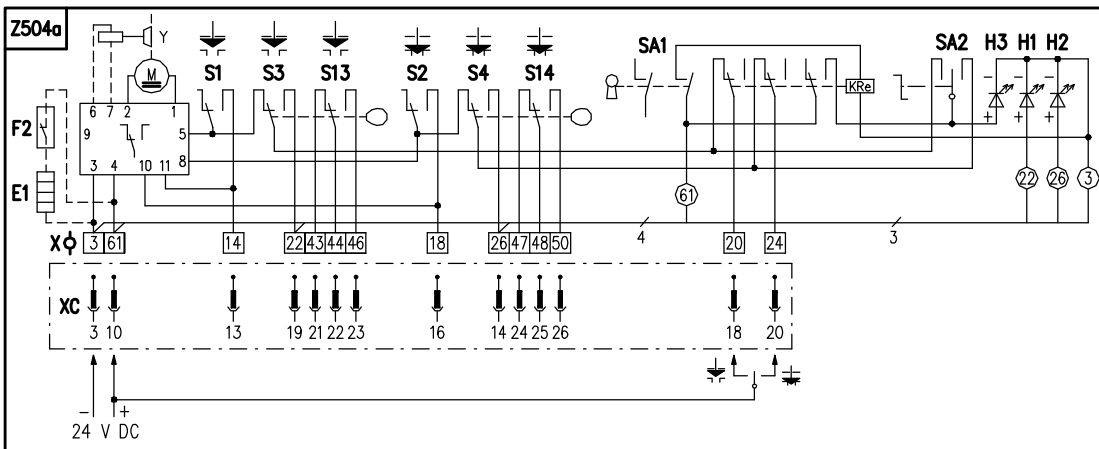 Z504a
Y
M
S1 S3 S13 S2 S4 S14 SA1 SA2 H3 H1 H2
KRe
6 7 2 1
F2 9 5
8
3 4 10 11
E1
- - -
+ + +
61 22 26 3
4 3
X 3 61 14 22 43 44 46 18 26 47 48 50 20 24
XC
3 10 13 19 21 22 23 16 14 24 25 26 18 20
- +
24 V DC